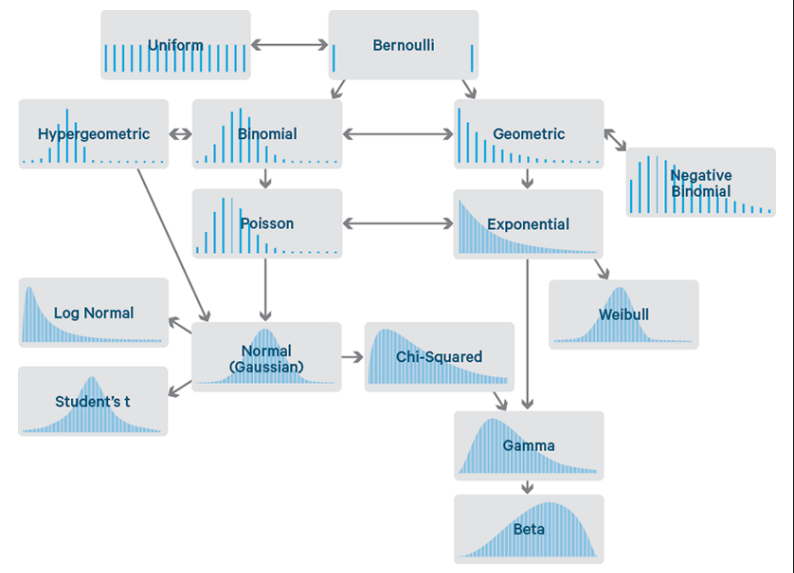 Uniform
Bernoulli
Hypergeometric
Binomial
Geometric
Negative
Binomial
Poisson
Exponential
Log Normal
Weibull
Normal
(Gaussian)
Chi-Squared
Student's t
Gamma
Beta